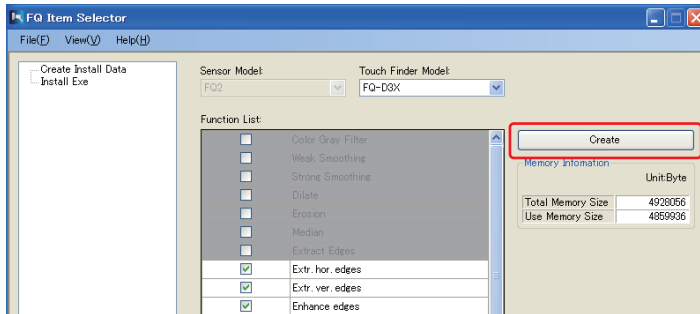 FQ Item Selector
File(F) View(V) Help(H)
Create Install Data
Install Exe
Sensor Model:
Touch Finder Model:
FQ2
FQ-D3X
Function List:
Color Gray Filter
Weak Smoothing
Strong Smoothing
Dilate
Erosion
Median
Extract Edges
Extr. hor. edges
Extr. ver. edges
Enhance edges
Create
Memory Infomation
Unit:Byte
Total Memory Size 4928056
Use Memory Size 4859936